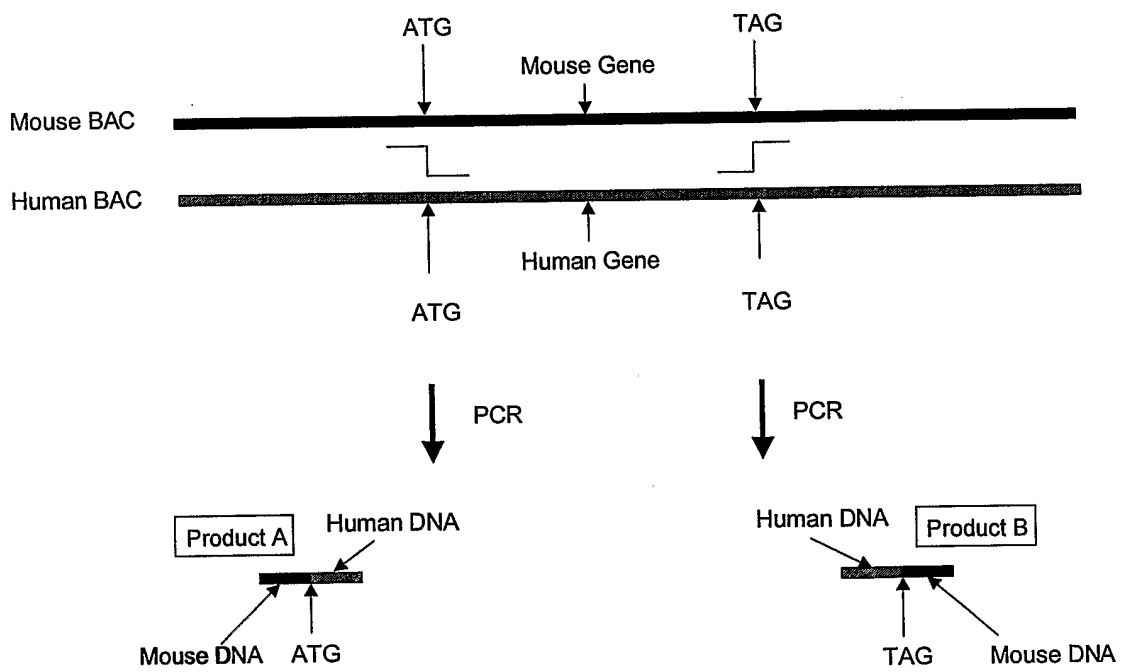 ATG
TAG
Mouse Gene
Mouse BAC
Human BAC
Human Gene
ATG
TAG
PCR
PCR
Product A
Human DNA
Human DNA
Product B
Mouse DNA
ATG
TAG
Mouse DNA